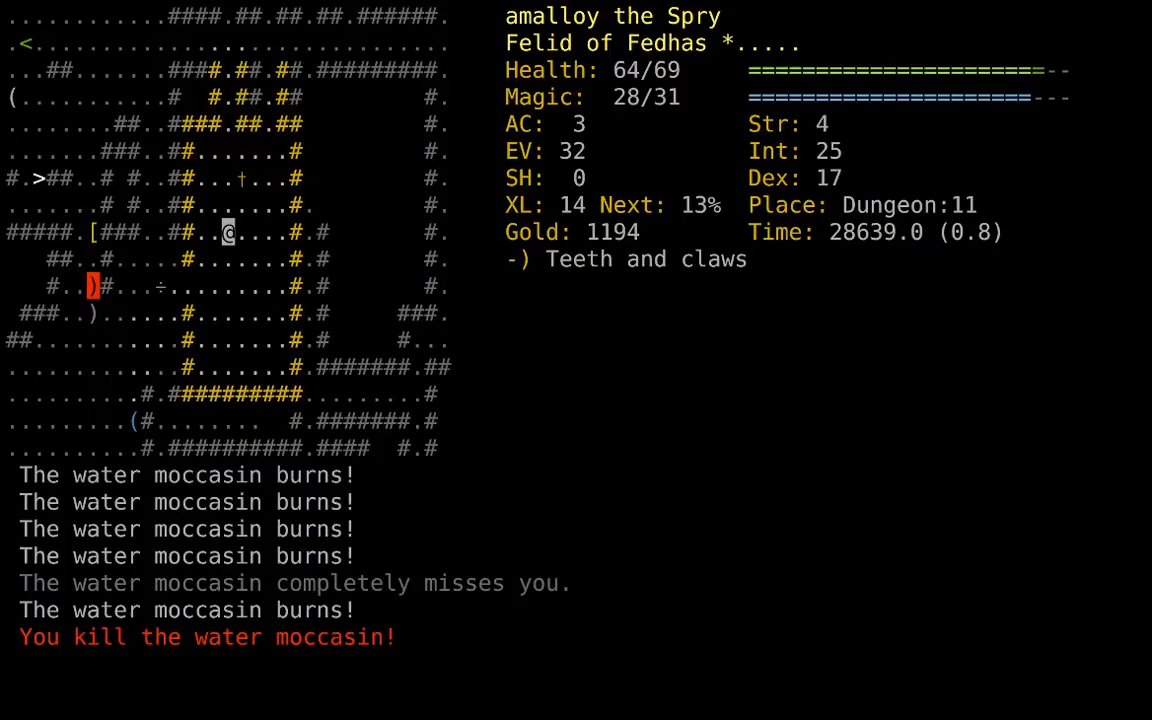 amalloy the Spry
Felid of Fedhas *.....
Health: 64/69
Magic: 28/31
AC: 3 Str: 4
EV: 32 Int: 25
SH: 0 Dex: 17
XL: 14 Next: 13% Place: Dungeon:11
Gold: 1194 Time: 28639.0 (0.8)
-) Teeth and claws
The water moccasin burns!
The water moccasin burns!
The water moccasin burns!
The water moccasin burns!
The water moccasin completely misses you.
The water moccasin burns!
You kill the water moccasin!